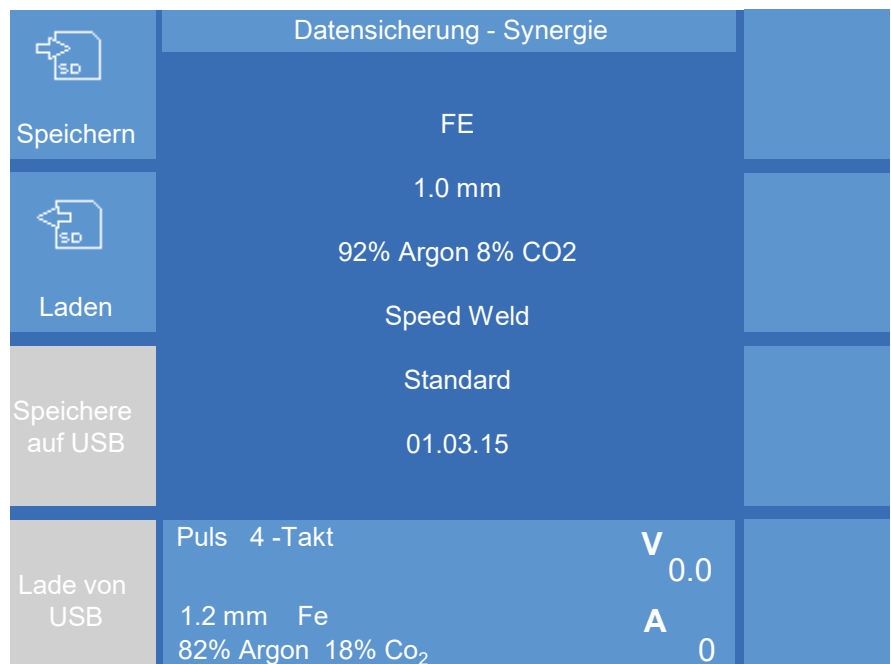 Datensicherung - Synergie
SD
Speichern
SD
Laden
Speichere
auf USB
Lade von
USB
FE
1.0 mm
92% Argon 8% CO2
Speed Weld
Standard
01.03.15
Puls 4 -Takt
V
0.0
1.2 mm Fe
A
82% Argon 18% Co₂
0